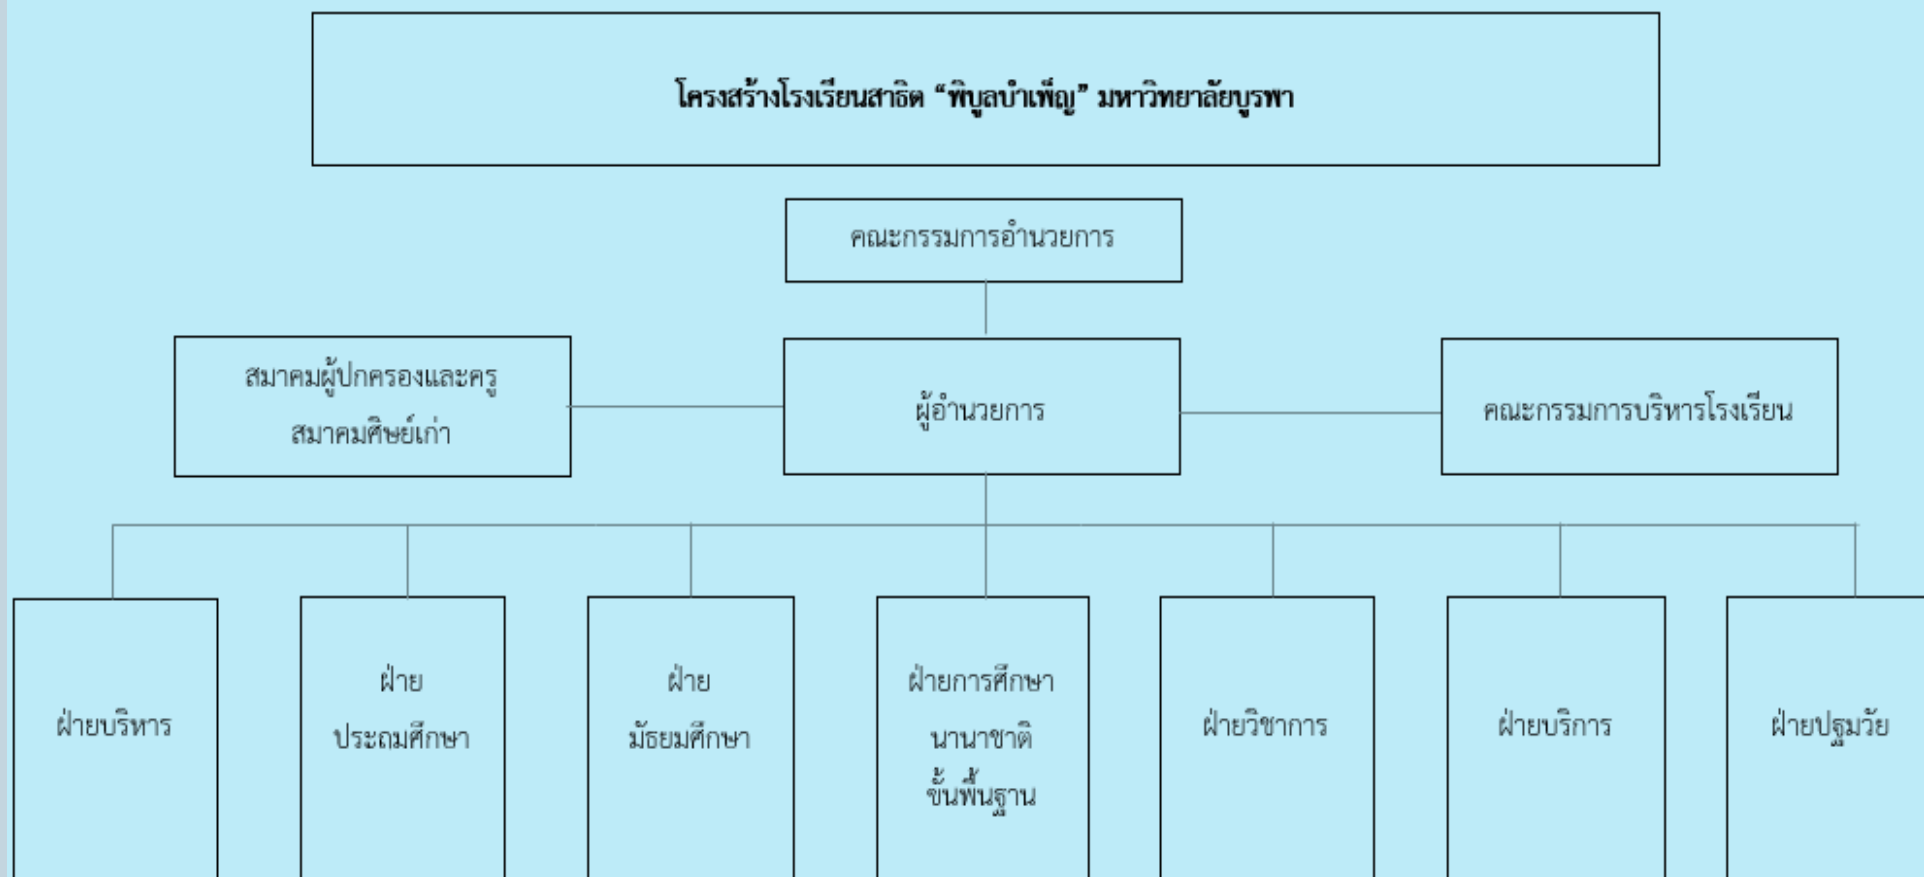 โครงสร้างโรงเรียนสาธิต “พิบูลบำเพ็ญ” มหาวิทยาลัยบูรพา
คณะกรรมการอำนวยการ
สมาคมผู้ปกครองและครู
สมาคมศิษย์เก่า
ผู้อำนวยการ
คณะกรรมการบริหารโรงเรียน
ฝ่ายบริหาร
ฝ่าย
ประถมศึกษา
ฝ่าย
มัธยมศึกษา
ฝ่ายการศึกษา
นานาชาติ
ขั้นพื้นฐาน
ฝ่ายวิชาการ
ฝ่ายบริการ
ฝ่ายปฐมวัย